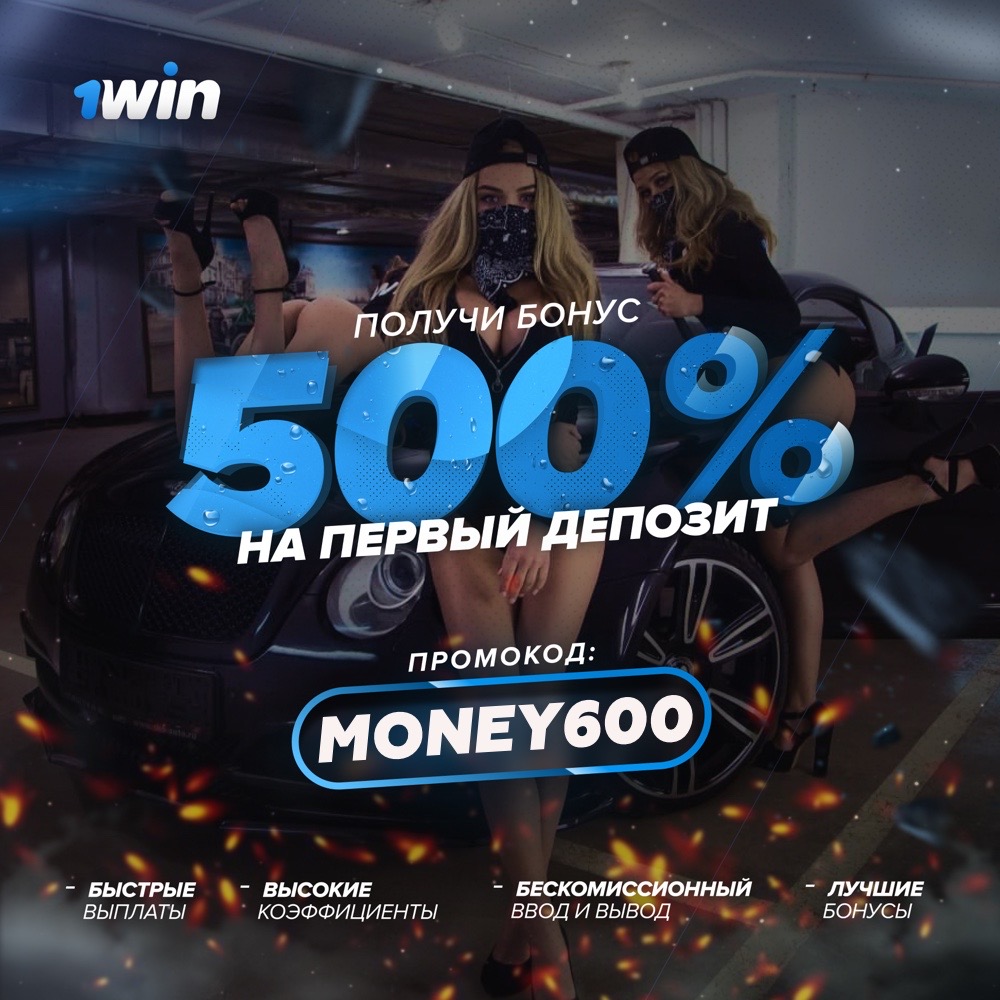 1win
ПОЛУЧИ БОНУС
500%
НА ПЕРВЫЙ ДЕПОЗИТ
ПРОМОКОД:
MONEY600
- БЫСТРЫЕ
ВЫПЛАТЫ
- ВЫСОКИЕ
КОЭФФИЦИЕНТЫ
- БЕСКОМИССИОННЫЙ
ВВОД И ВЫВОД
- ЛУЧШИЕ
БОНУСЫ